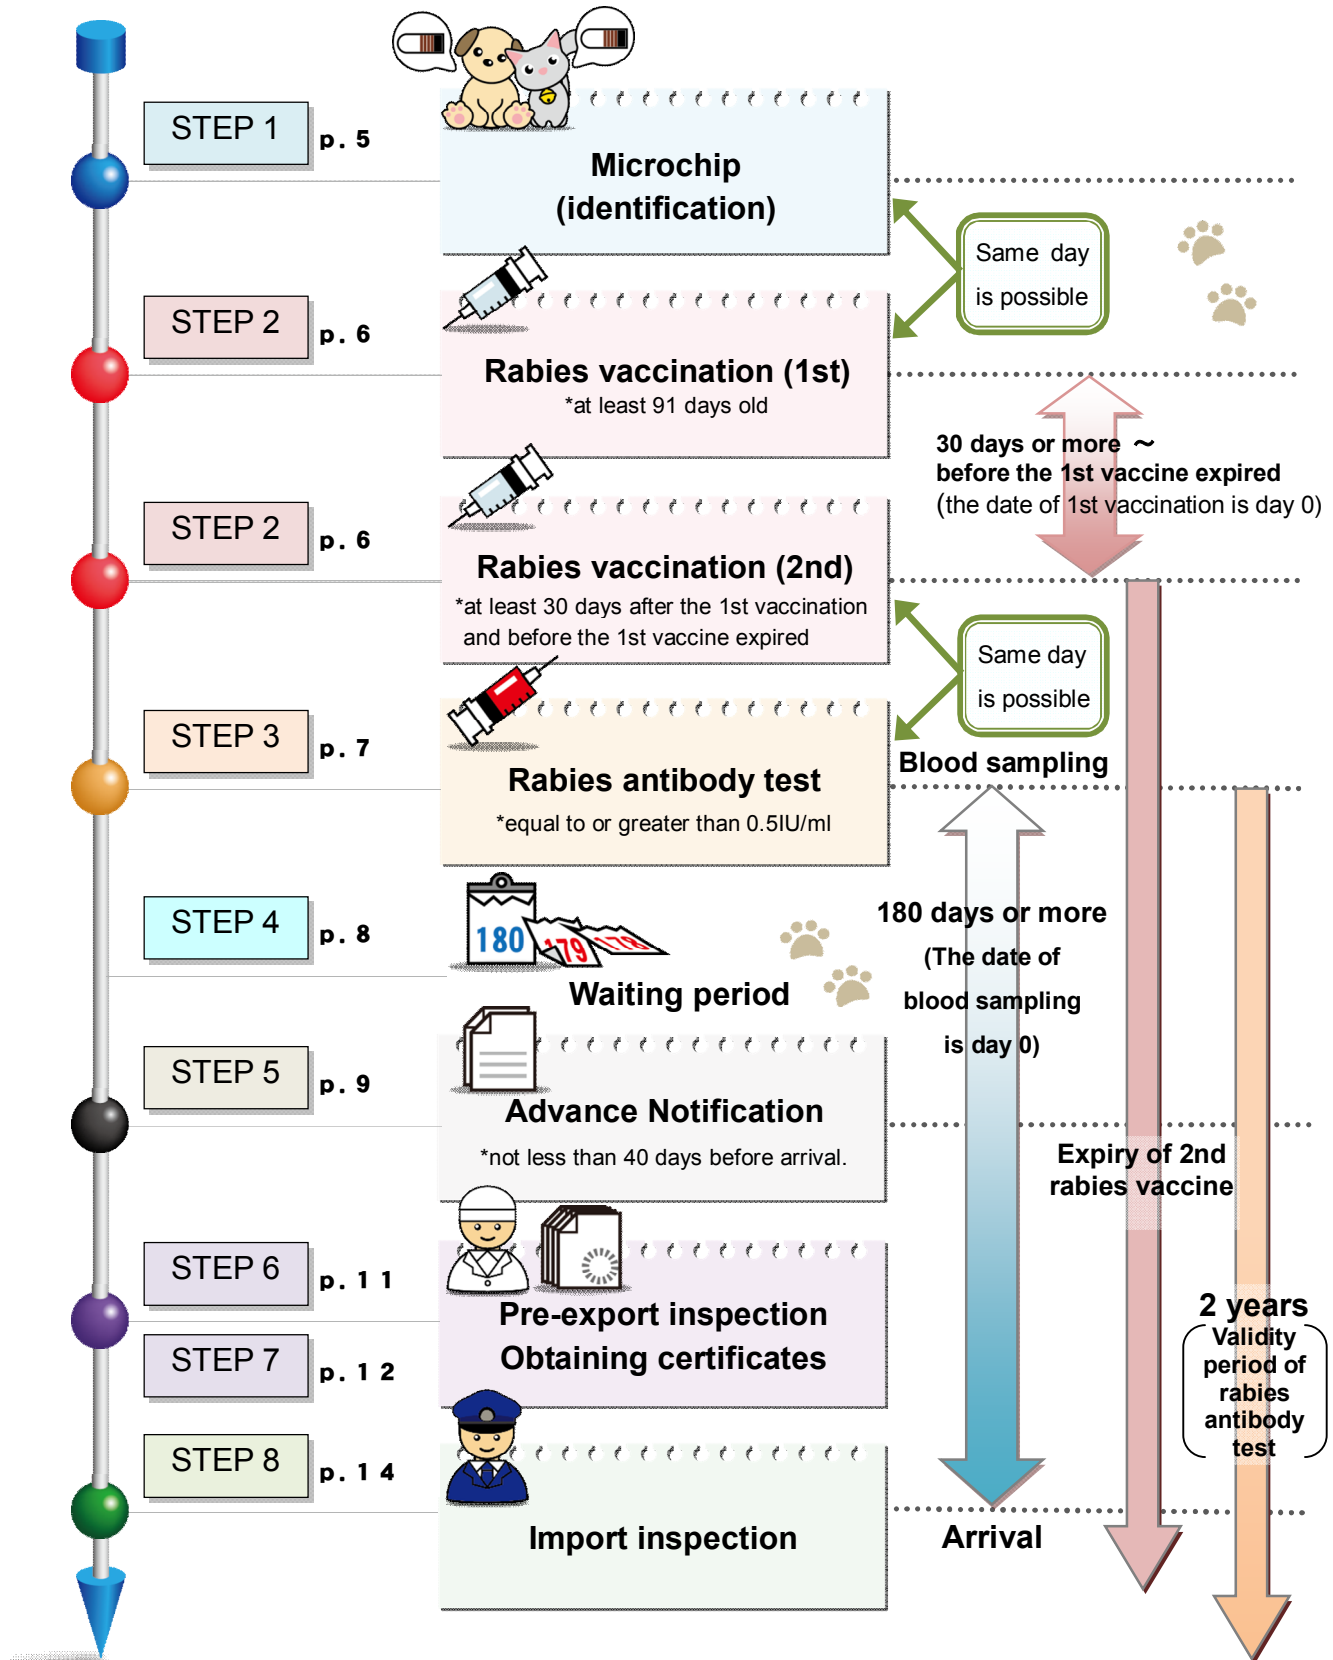 STEP 1
p. 5
Microchip
(identification)
Same day
is possible
STEP 2
p. 6
Rabies vaccination (1st)
*at least 91 days old
30 days or more ～
before the 1st vaccine expired
(the date of 1st vaccination is day 0)
STEP 2
p. 6
Rabies vaccination (2nd)
*at least 30 days after the 1st vaccination
and before the 1st vaccine expired
Same day
is possible
STEP 3
p. 7
Rabies antibody test
*equal to or greater than 0.5IU/ml
Blood sampling
STEP 4
p. 8
180
179
178
Waiting period
180 days or more
(The date of
blood sampling
is day 0)
STEP 5
p. 9
Advance Notification
*not less than 40 days before arrival.
Expiry of 2nd
rabies vaccine
STEP 6
p. 11
Pre-export inspection
Obtaining certificates
STEP 7
p. 12
2 years
Validity
period of
rabies
antibody
test
STEP 8
p. 14
Import inspection
Arrival